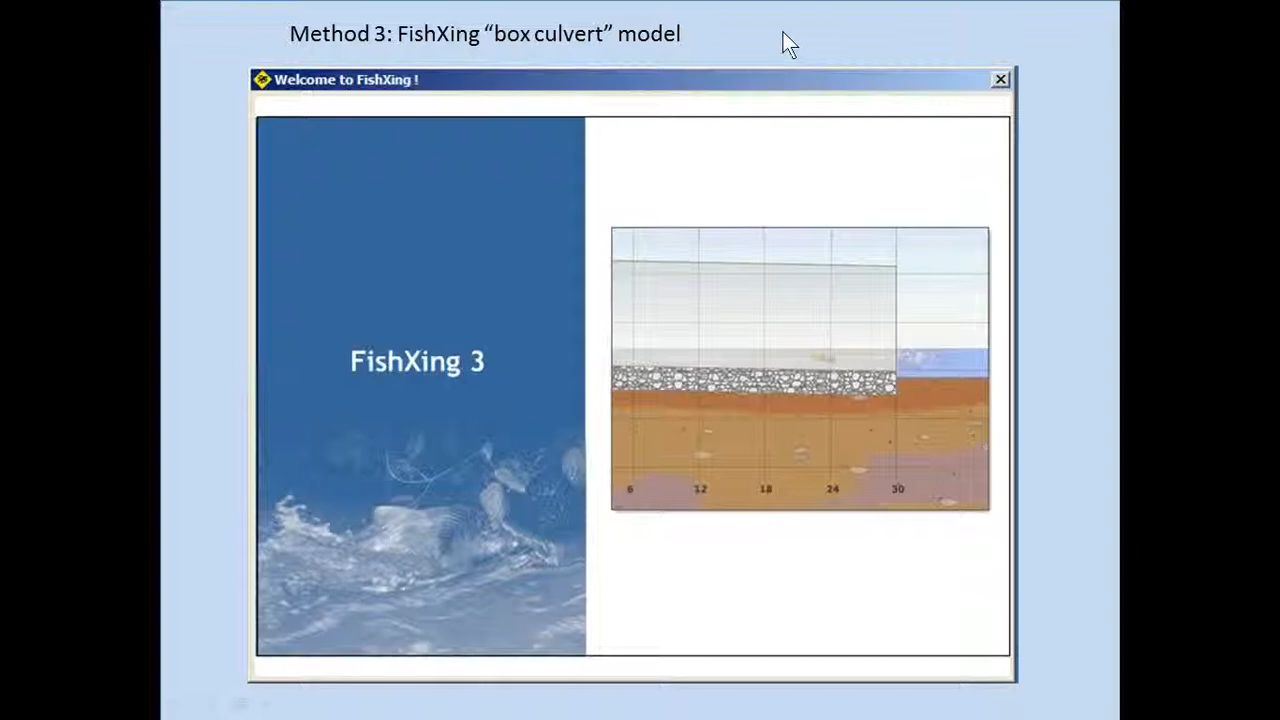 Method 3: FishXing “box culvert” model
Welcome to FishXing !
FishXing 3
6 12 18 24 30